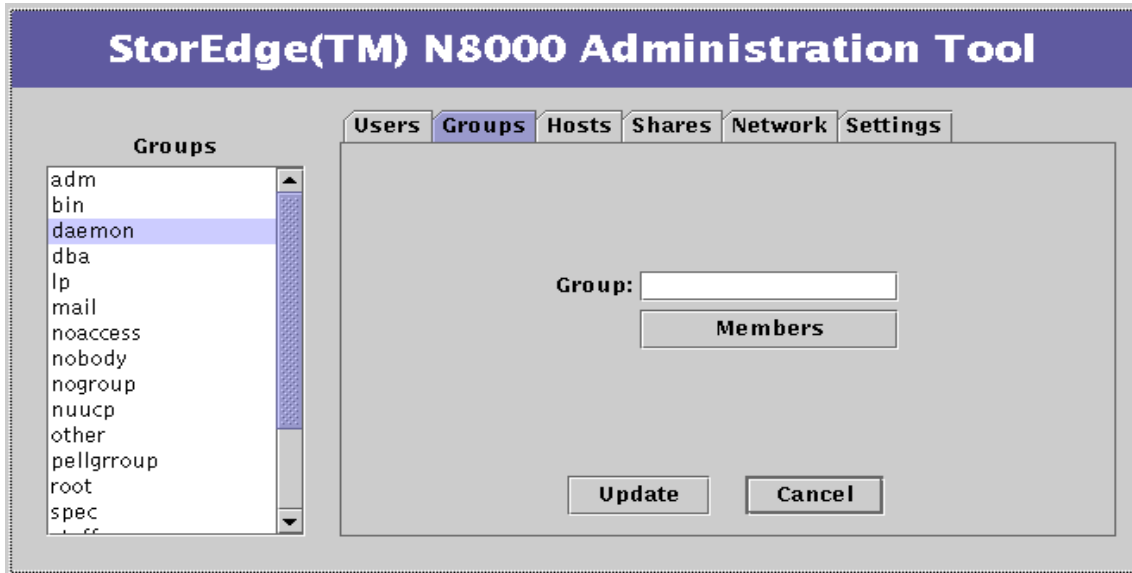 StorEdge(TM) N8000 Administration Tool
Users Groups Hosts Shares Network Settings
Groups
adm
bin
daemon
dba
lp
mail
noaccess
nobody
nogroup
nuucp
other
pellgrroup
root
spec
Group:
Members
Update Cancel